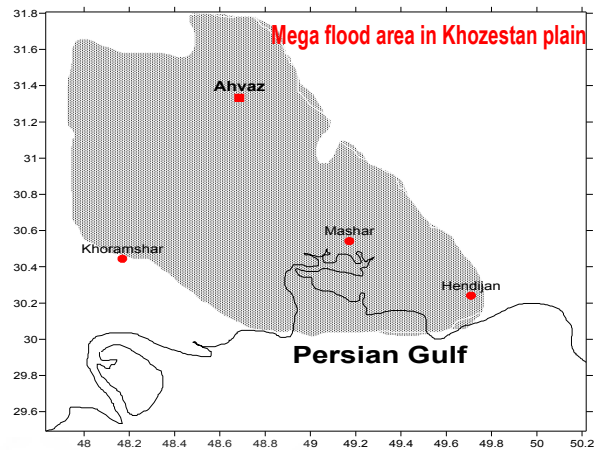 Mega flood area in Khozestan plain
31.8
31.6
31.4
31.2
31
30.8
30.6
30.4
30.2
30
29.8
29.6
Ahvaz
Mashar
Khoramshar
Hendijan
Persian Gulf
48 48.2 48.4 48.6 48.8 49 49.2 49.4 49.6 49.8 50 50.2